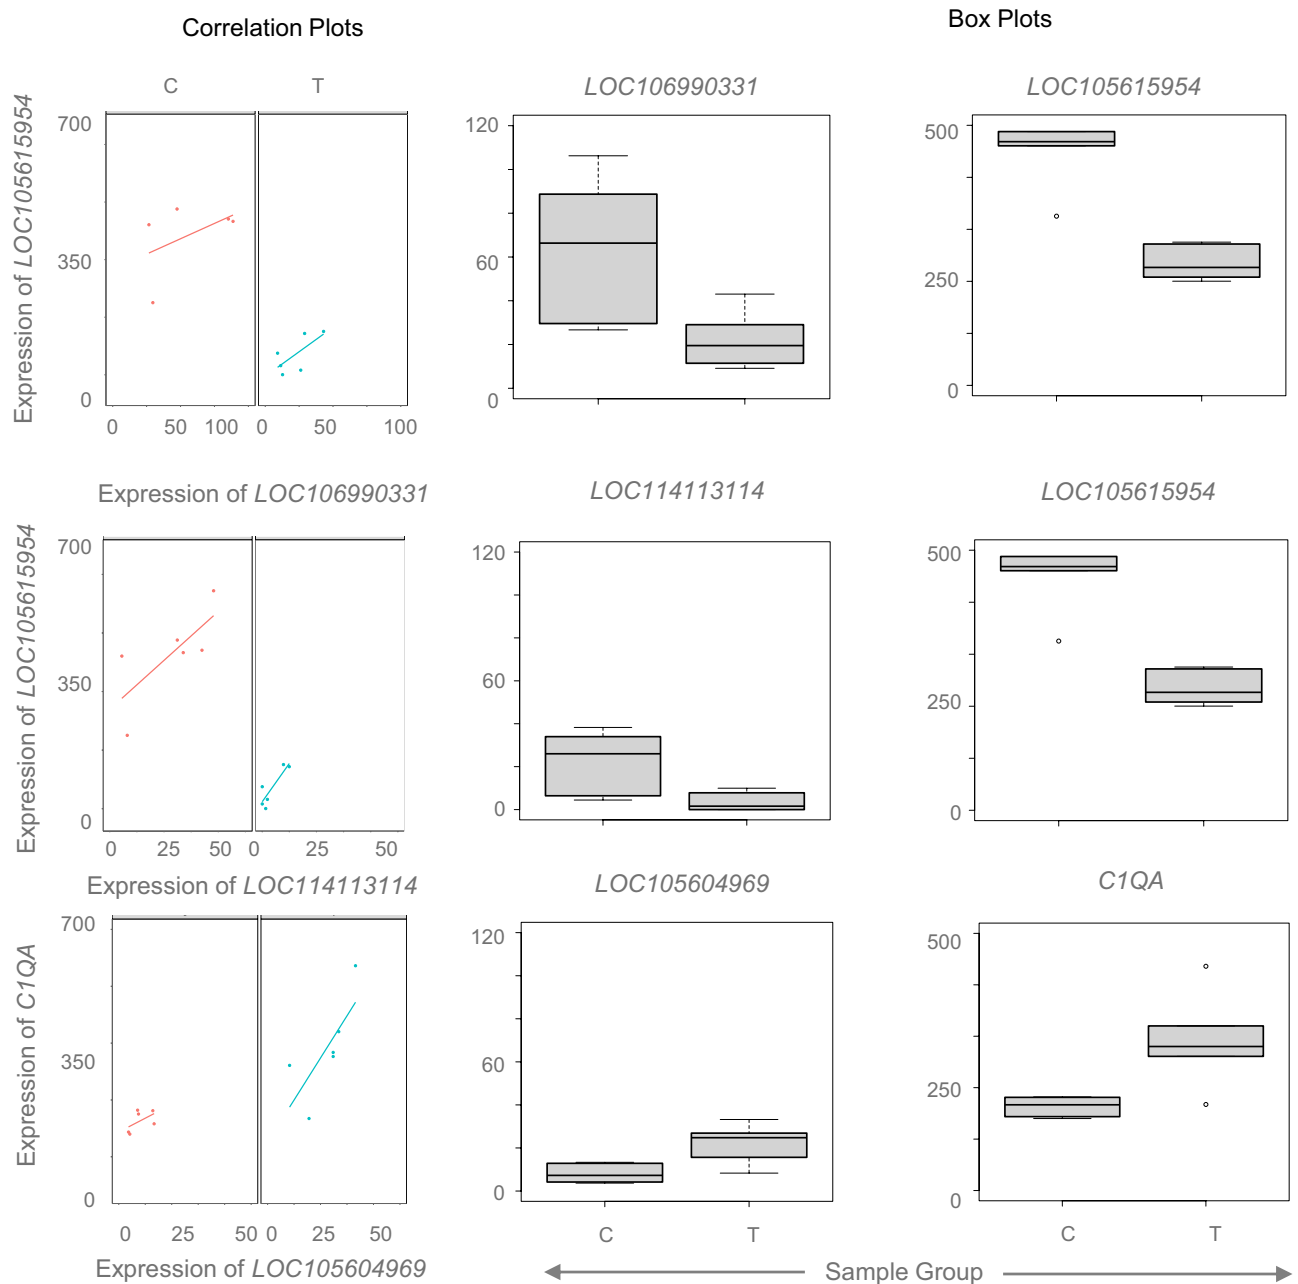 Correlation Plots
Box Plots
C T
LOC106990331
LOC105615954
Expression of LOC105615954
700
350
0
0 50 100 0 50 100
Expression of LOC106990331
120
60
0
500
250
0
LOC114113114
LOC105615954
Expression of LOC105615954
700
350
0
0 25 50 0 25 50
Expression of LOC114113114
120
60
0
500
250
0
LOC105604969
C1QA
Expression of C1QA
700
350
0
0 25 50 0 25 50
Expression of LOC105604969
120
60
0
C T
500
250
0
C T
Sample Group